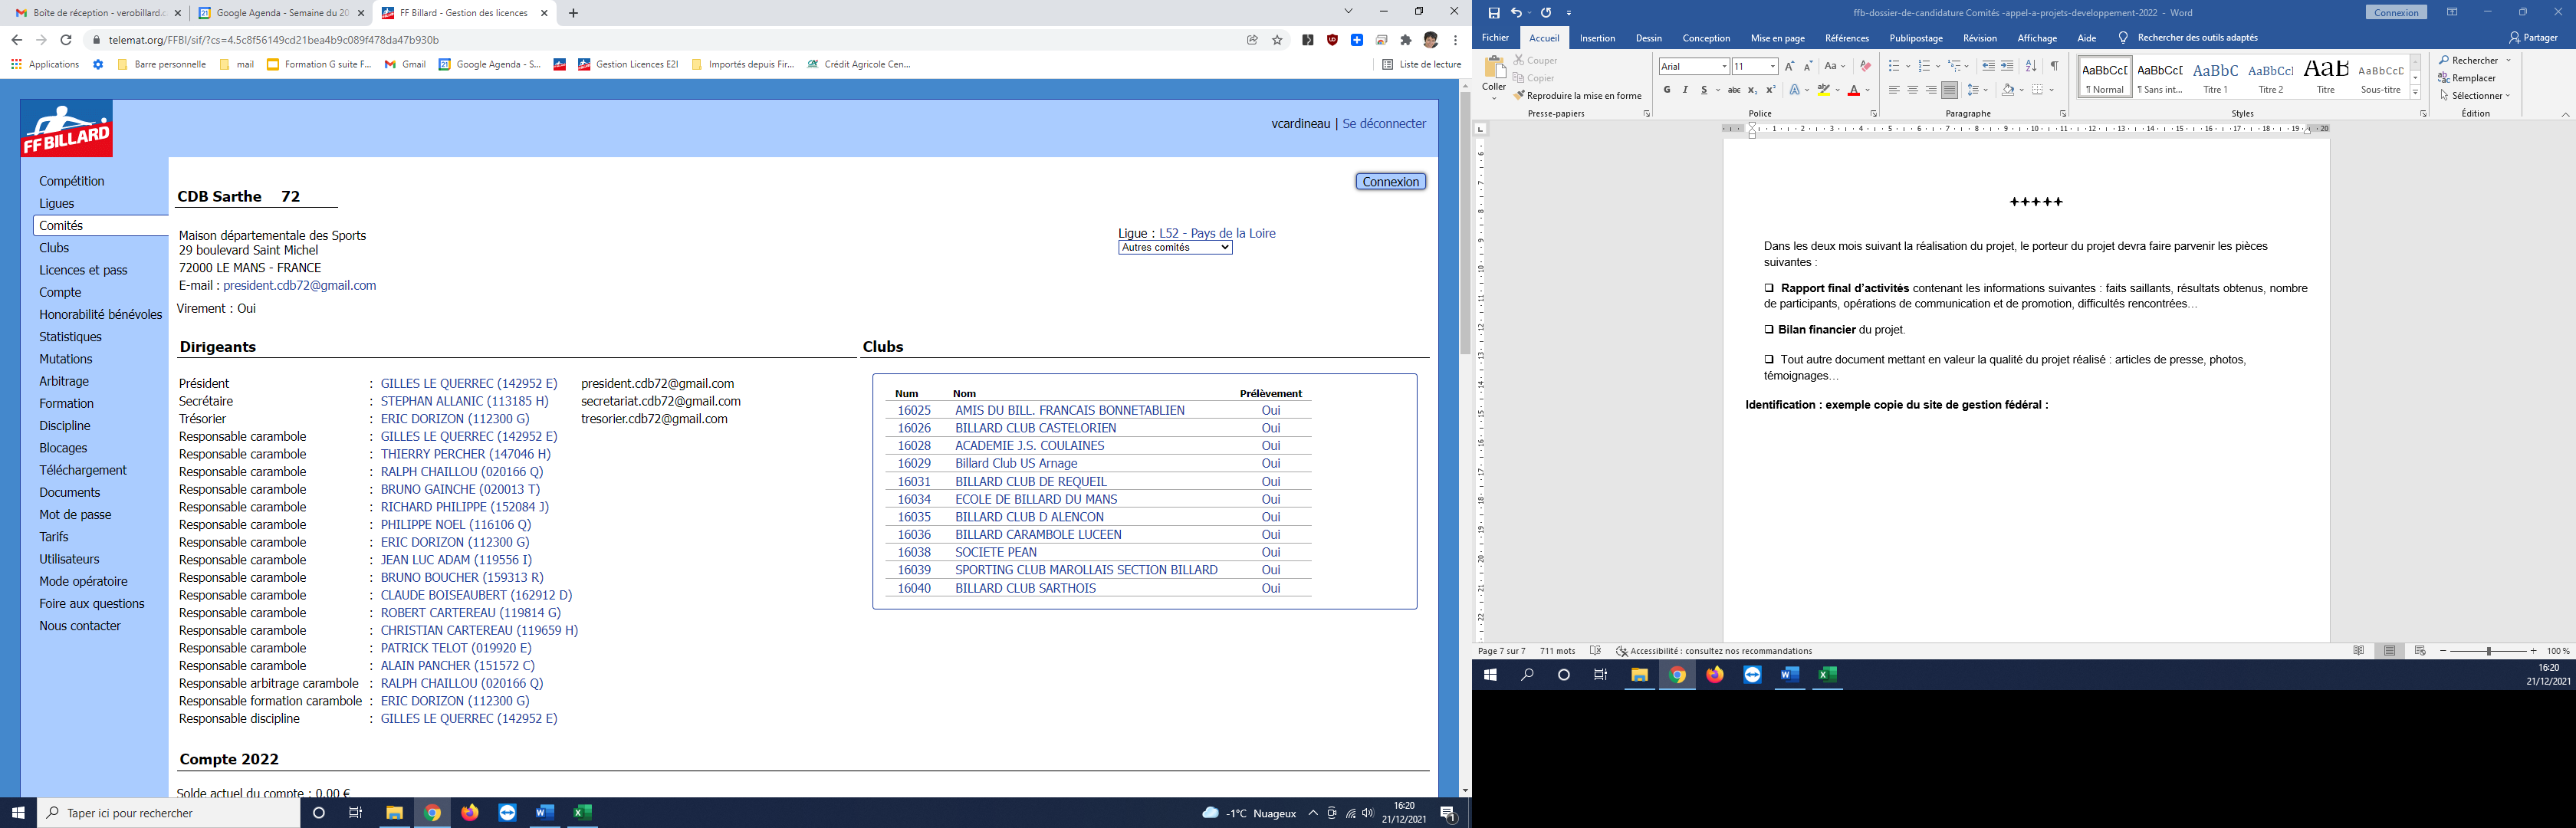 Boîte de réception - verobillard.c
Google Agenda - Semaine du 20
FF Billard - Gestion des licences
telemat.org/FFBI/sif/?cs=4.5c8f56149cd21bea4b9c089f478da47b930b
Applications
Barre personnelle
mail
Formation G suite F...
Gmail
Google Agenda - S...
Gestion Licences E2I
Importés depuis Fir...
Crédit Agricole Cen...
Liste de lecture
FF BILLARD
vcardineau | Se déconnecter
Compétition
Ligues
Comités
Clubs
Licences et pass
Compte
Honorabilité bénévoles
Statistiques
Mutations
Arbitrage
Formation
Discipline
Blocages
Téléchargement
Documents
Mot de passe
Tarifs
Utilisateurs
Mode opératoire
Foire aux questions
Nous contacter
Connexion
CDB Sarthe 72
Maison départementale des Sports
29 boulevard Saint Michel
72000 LE MANS - FRANCE
E-mail : president.cdb72@gmail.com
Virement : Oui
Ligue : L52 - Pays de la Loire
Autres comités
Dirigeants
Président : GILLES LE QUERREC (142952 E) president.cdb72@gmail.com
Secrétaire : STEPHAN ALLANIC (113185 H) secretariat.cdb72@gmail.com
Trésorier : ERIC DORIZON (112300 G) tresorier.cdb72@gmail.com
Responsable carambole : GILLES LE QUERREC (142952 E)
Responsable carambole : THIERRY PERCHER (147046 H)
Responsable carambole : RALPH CHAILLOU (020166 Q)
Responsable carambole : BRUNO GAINCHE (020013 T)
Responsable carambole : RICHARD PHILIPPE (152084 J)
Responsable carambole : PHILIPPE NOEL (116106 Q)
Responsable carambole : ERIC DORIZON (112300 G)
Responsable carambole : JEAN LUC ADAM (119556 I)
Responsable carambole : BRUNO BOUCHER (159313 R)
Responsable carambole : CLAUDE BOISEAUBERT (162912 D)
Responsable carambole : ROBERT CARTEREAU (119814 G)
Responsable carambole : CHRISTIAN CARTEREAU (119659 H)
Responsable carambole : PATRICK TELOT (019920 E)
Responsable carambole : ALAIN PANCHER (151572 C)
Responsable arbitrage carambole : RALPH CHAILLOU (020166 Q)
Responsable formation carambole : ERIC DORIZON (112300 G)
Responsable discipline : GILLES LE QUERREC (142952 E)
Clubs
Num Nom Prélèvement
16025 AMIS DU BILL. FRANCAIS BONNETABLIEN Oui
16026 BILLARD CLUB CASTELORIEN Oui
16028 ACADEMIE J.S. COULAINES Oui
16029 Billard Club US Arnage Oui
16031 BILLARD CLUB DE REQUEIL Oui
16034 ECOLE DE BILLARD DU MANS Oui
16035 BILLARD CLUB D ALENCON Oui
16036 BILLARD CARAMBOLE LUCEEN Oui
16038 SOCIETE PEAN Oui
16039 SPORTING CLUB MAROLLAIS SECTION BILLARD Oui
16040 BILLARD CLUB SARTHOIS Oui
Compte 2022
Solde actuel du compte : 0.00 €
Taper ici pour rechercher
-1°C Nuageux
16:20
21/12/2021
ffb-dossier-de-candidature Comités -appel-a-projets-developpement-2022 - Word
Connexion
Fichier Accueil Insertion Dessin Conception Mise en page Références Publipostage Révision Affichage Aide Rechercher des outils adaptés Partager
Coller
Couper
Copier
Reproduire la mise en forme
Presse-papiers
Arial 11
Police
Paragraphe
¶ Normal
¶ Sans int...
Titre 1
Titre 2
Titre
Sous-titre
Styles
Rechercher
Remplacer
Sélectionner
Édition
Dans les deux mois suivant la réalisation du projet, le porteur du projet devra faire parvenir les pièces
suivantes :
❑ Rapport final d’activités contenant les informations suivantes : faits saillants, résultats obtenus, nombre
de participants, opérations de communication et de promotion, difficultés rencontrées…
❑ Bilan financier du projet.
❑ Tout autre document mettant en valeur la qualité du projet réalisé : articles de presse, photos,
témoignages…
Identification : exemple copie du site de gestion fédéral :
Page 7 sur 7 711 mots Accessibilité : consultez nos recommandations 100 %
16:20
21/12/2021